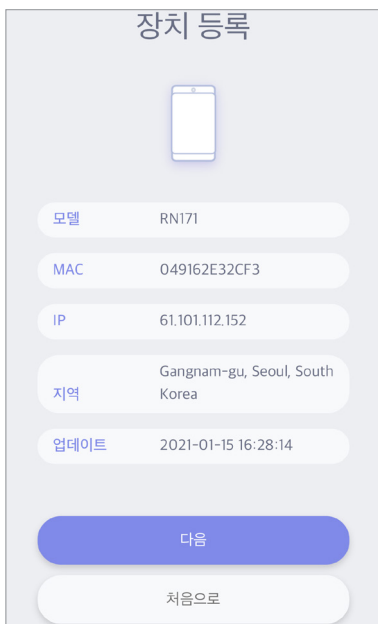 장치 등록
모델 RN171
MAC 049162E32CF3
IP 61.101.112.152
지역 Gangnam-gu, Seoul, South
Korea
업데이트 2021-01-15 16:28:14
다음
처음으로